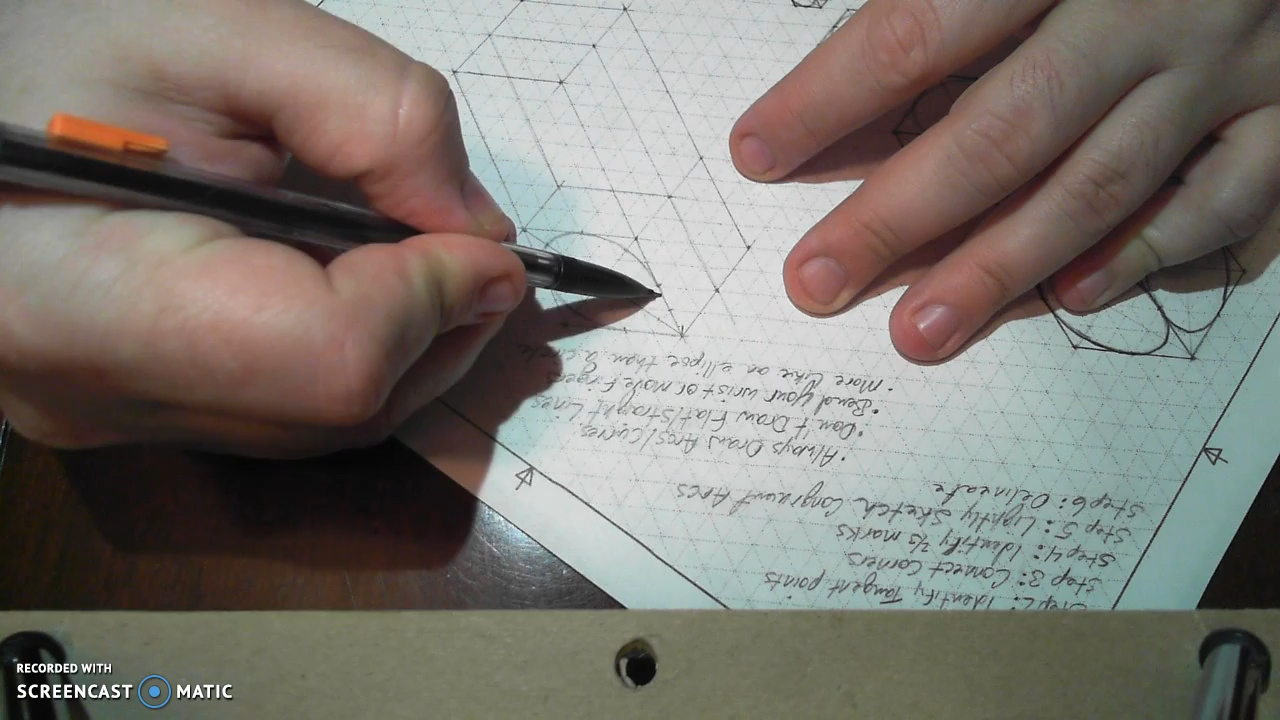 Step 2: Identify Tangent points
Step 3: Connect Corners
Step 4: Identify 2/3 marks
Step 5: Lightly Sketch Congruent Arcs
Step 6: Delineate
• Always Draw Arcs/Curves
• Don't Draw Flat/Straight Lines
• Bend your wrist or move fingers
• More like an ellipse than a circle
RECORDED WITH
SCREENCAST MATIC